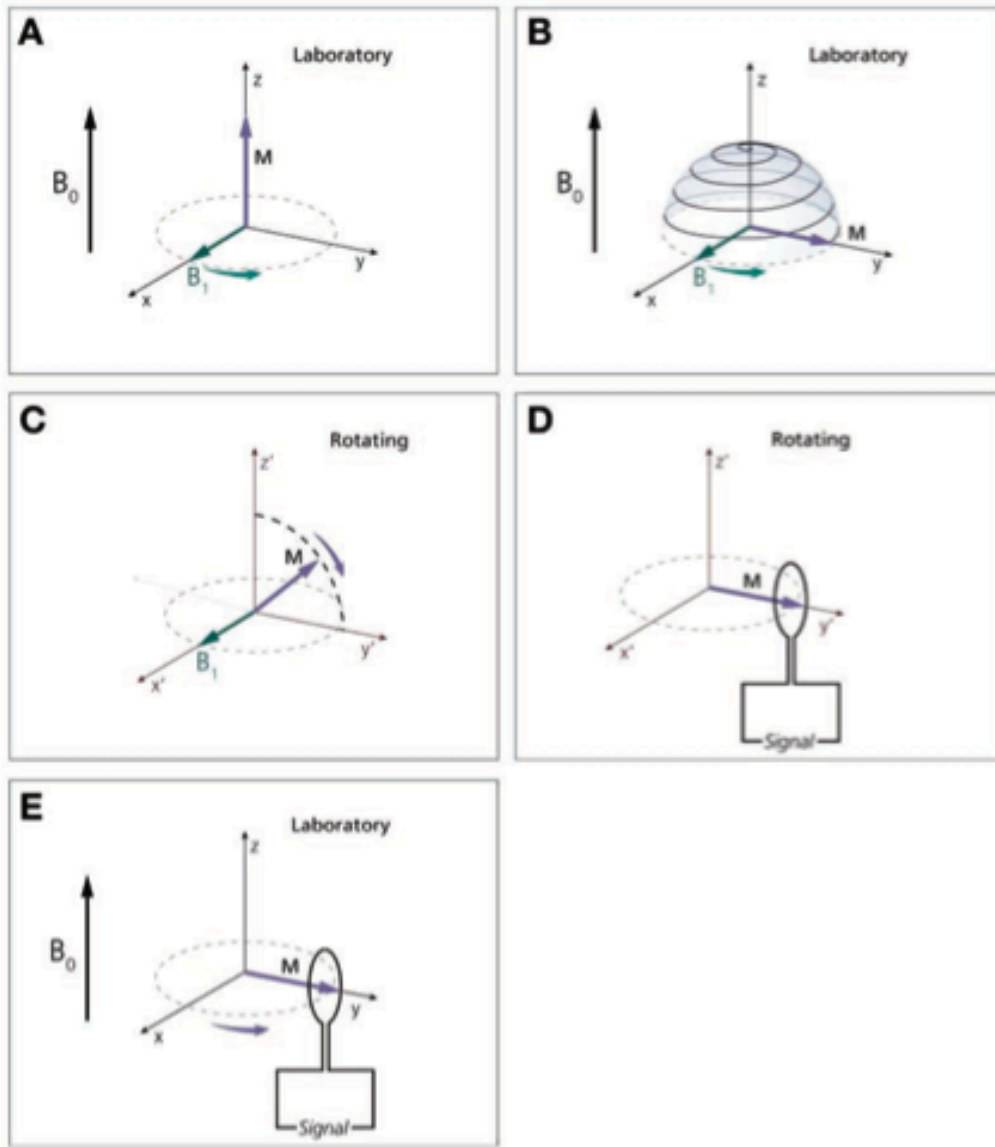 A
Laboratory
z
M
B₀
y
B₁
x
B
Laboratory
z
B₀
M
y
B₁
x
C
Rotating
z'
M
y'
B₁
x'
D
Rotating
z'
M
y'
x'
Signal
E
Laboratory
z
B₀
M
y
x
Signal